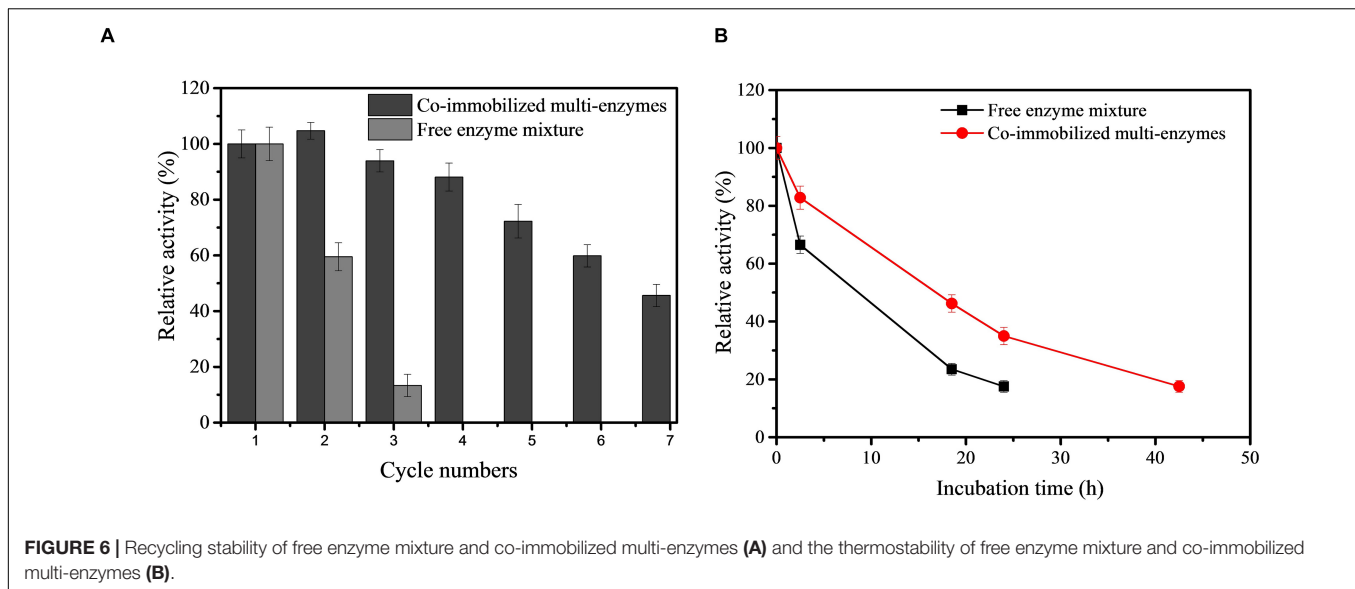 A
120
100
80
60
40
20
0
Relative activity (%)
Co-immobilized multi-enzymes
Free enzyme mixture
1 2 3 4 5 6 7
Cycle numbers
B
120
100
80
60
40
20
0
Relative activity (%)
Free enzyme mixture
Co-immobilized multi-enzymes
0 10 20 30 40 50
Incubation time (h)
FIGURE 6 | Recycling stability of free enzyme mixture and co-immobilized multi-enzymes (A) and the thermostability of free enzyme mixture and co-immobilized
multi-enzymes (B).